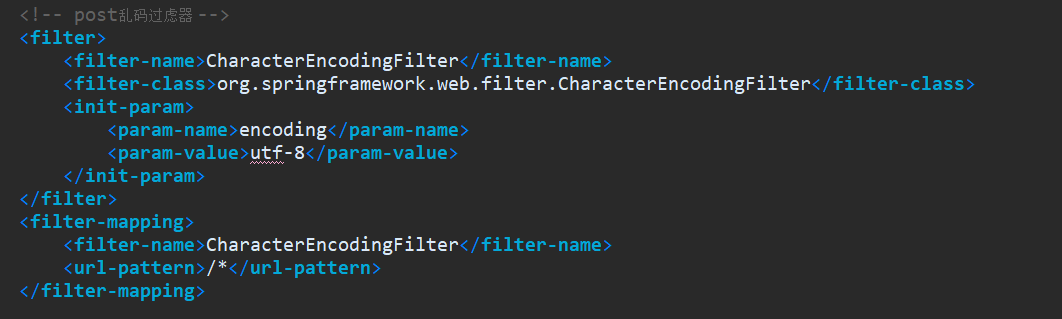 <!-- post乱码过虑器 -->
<filter>
    <filter-name>CharacterEncodingFilter</filter-name>
    <filter-class>org.springframework.web.filter.CharacterEncodingFilter</filter-class>
    <init-param>
        <param-name>encoding</param-name>
        <param-value>utf-8</param-value>
    </init-param>
</filter>
<filter-mapping>
    <filter-name>CharacterEncodingFilter</filter-name>
    <url-pattern>/*</url-pattern>
</filter-mapping>